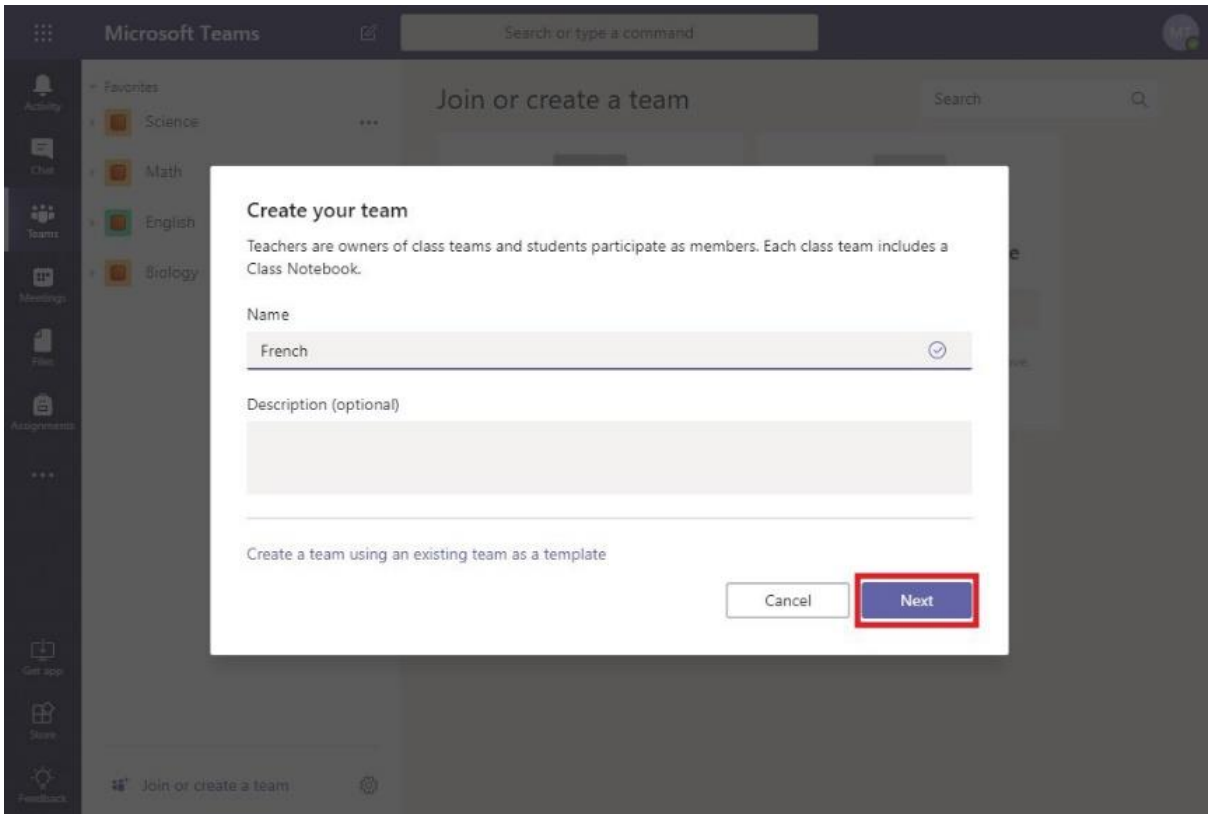 Microsoft Teams
Search or type a command
MT
Activity
Favorites
Join or create a team
Search
Science
Chat
Math
Teams
English
Create your team
Teachers are owners of class teams and students participate as members. Each class team includes a
Class Notebook.
e
Meetings
Biology
Name
French
Files
Description (optional)
Assignments
Create a team using an existing team as a template
Cancel
Next
Get app
Store
Join or create a team
Feedback